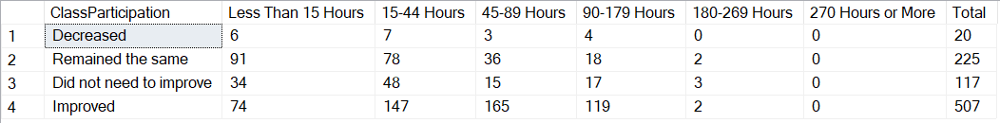 ClassParticipation Less Than 15 Hours 15-44 Hours 45-89 Hours 90-179 Hours 180-269 Hours 270 Hours or More Total
1 Decreased 6 7 3 4 0 0 20
2 Remained the same 91 78 36 18 2 0 225
3 Did not need to improve 34 48 15 17 3 0 117
4 Improved 74 147 165 119 2 0 507